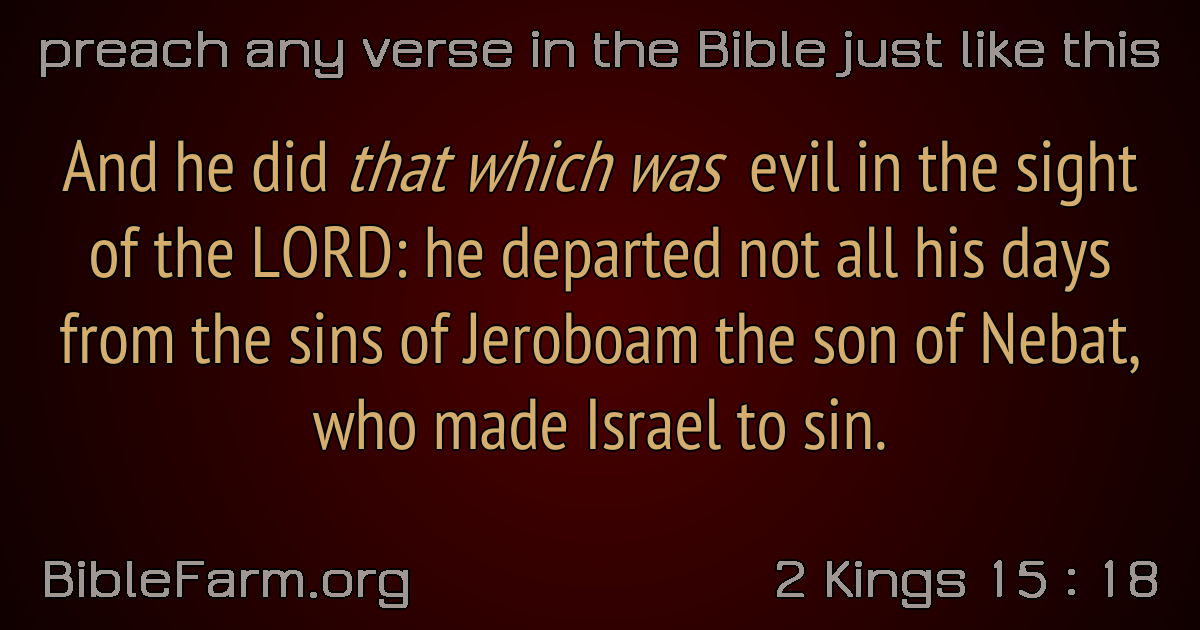 preach any verse in the Bible just like this
And he did that which was evil in the sight
of the LORD: he departed not all his days
from the sins of Jeroboam the son of Nebat,
who made Israel to sin.
BibleFarm.org
2 Kings 15 : 18